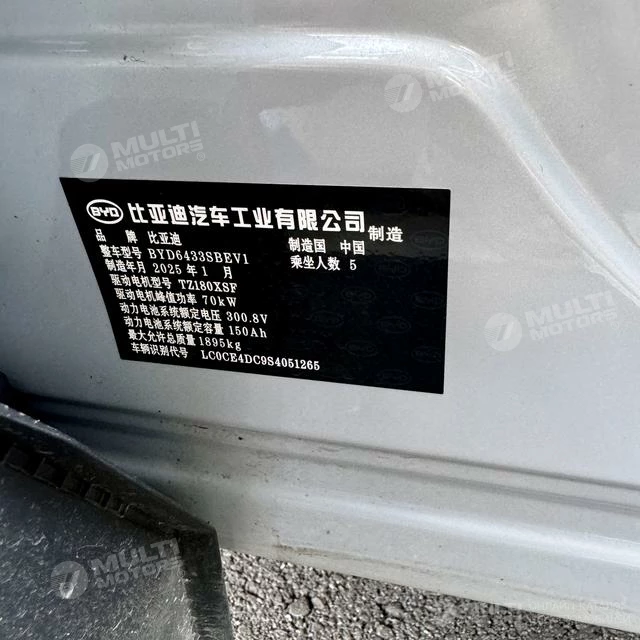 MULTI MOTORS
MULTI MOTORS
BYD 比亚迪汽车工业有限公司 制造
品 牌 比亚迪
制造国 中国
整车型号 BYD6433SBEV1
乘坐人数 5
制造年月 2025年1月
驱动电机型号 TZ180XSF
驱动电机峰值功率 70kW
动力电池系统额定电压 300.8V
动力电池系统额定容量 150Ah
最大允许总质量 1895kg
车辆识别代号 LC0CE4DC9S4051265
MULTI MOTORS
MULTI MOTORS
MULTI MOTORS